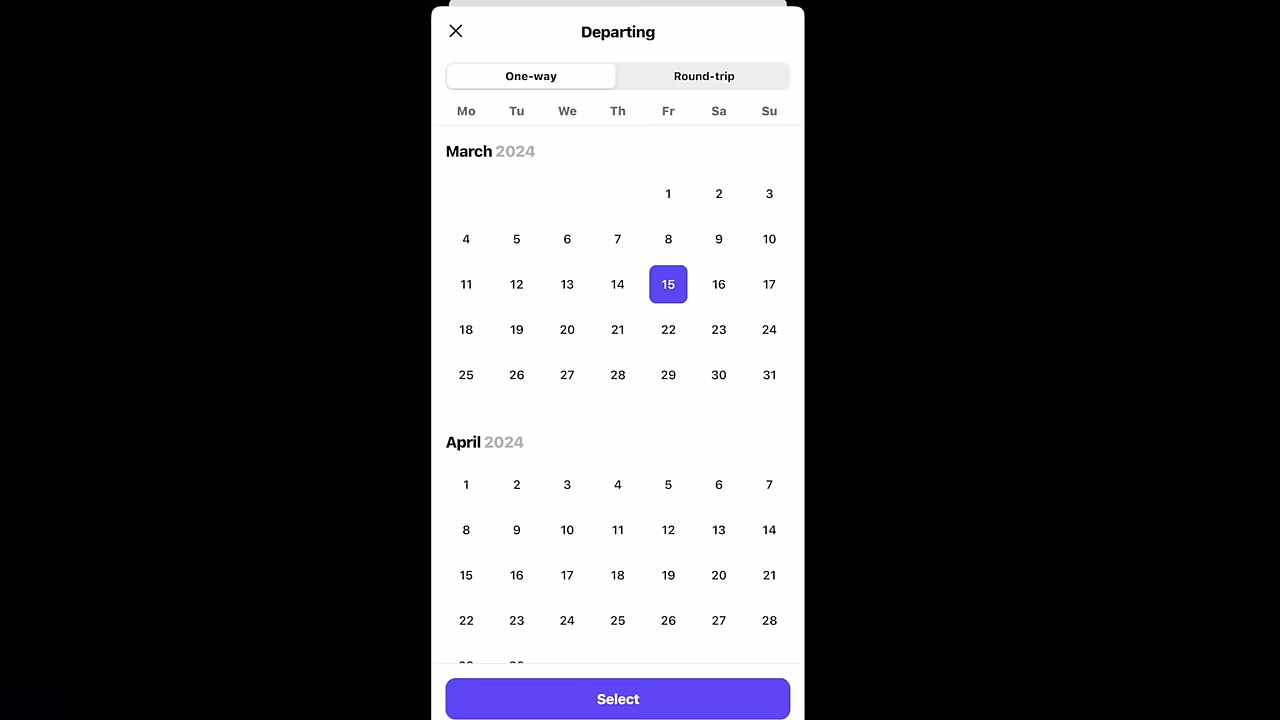 Departing
One-way Round-trip
Mo Tu We Th Fr Sa Su
March 2024
1 2 3
4 5 6 7 8 9 10
11 12 13 14 15 16 17
18 19 20 21 22 23 24
25 26 27 28 29 30 31
April 2024
1 2 3 4 5 6 7
8 9 10 11 12 13 14
15 16 17 18 19 20 21
22 23 24 25 26 27 28
Select